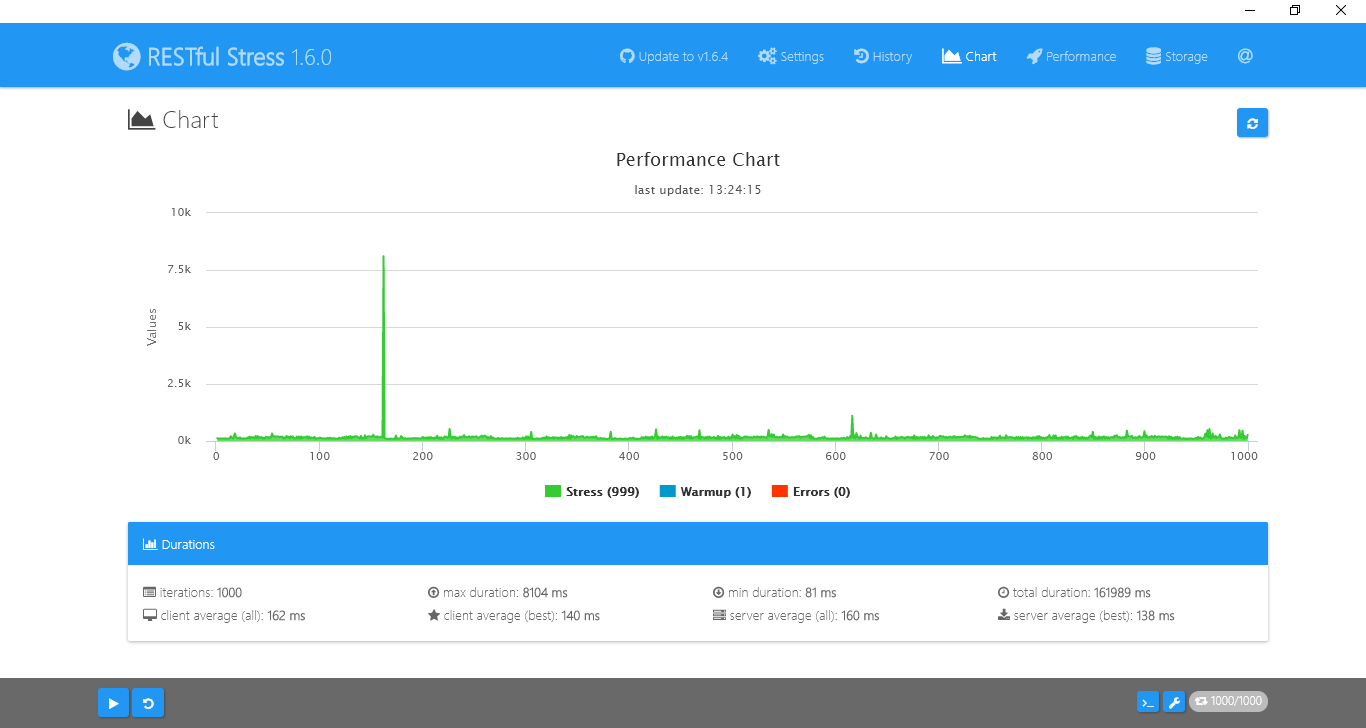 RESTful Stress 1.6.0
Update to v1.6.4 Settings History Chart Performance Storage @
Chart
Performance Chart
last update: 13:24:15
Values
10k
7.5k
5k
2.5k
0k
0 100 200 300 400 500 600 700 800 900 1000
Stress (999) Warmup (1) Errors (0)
Durations
iterations: 1000 max duration: 8104 ms min duration: 81 ms total duration: 161989 ms
client average (all): 162 ms client average (best): 140 ms server average (all): 160 ms server average (best): 138 ms
1000/1000